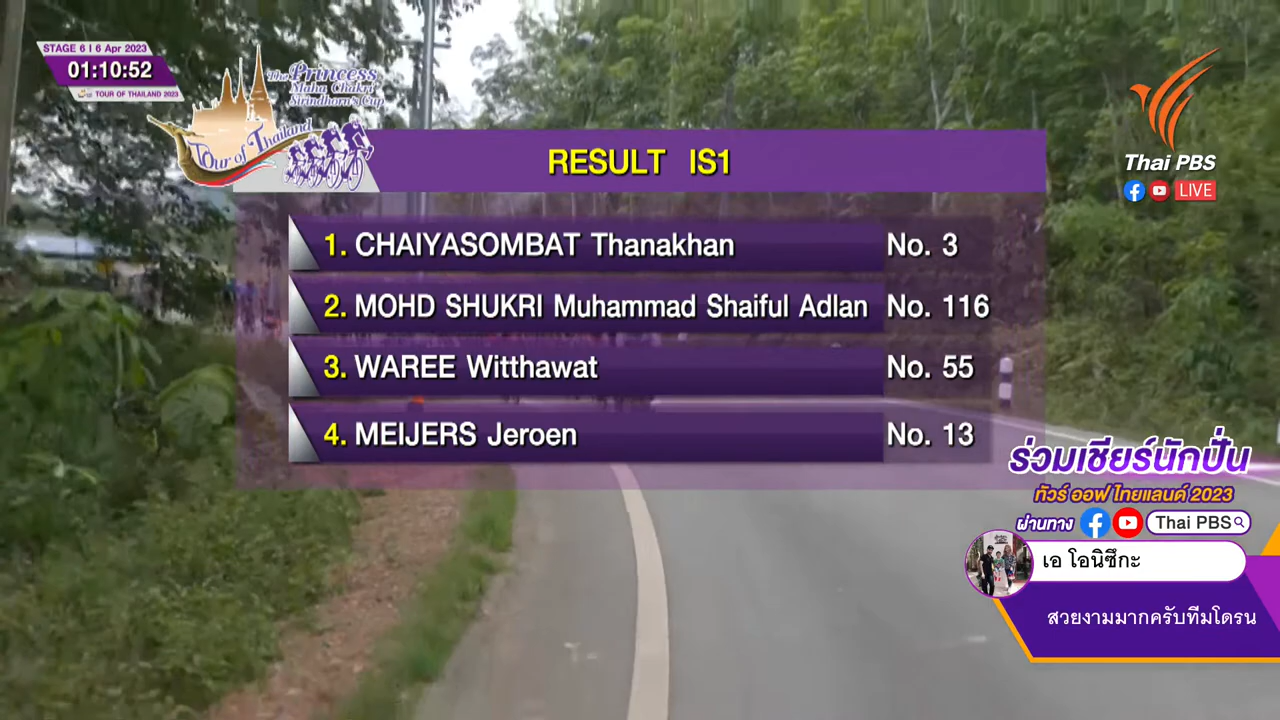 STAGE 6 | 6 Apr 2023
01:10:52
TOUR OF THAILAND 2023
The Princess
Maha Chakri
Sirindhorn's Cup
Tour of Thailand
RESULT IS1
1. CHAIYASOMBAT Thanakhan No. 3
2. MOHD SHUKRI Muhammad Shaiful Adlan No. 116
3. WAREE Witthawat No. 55
4. MEIJERS Jeroen No. 13
Thai PBS
LIVE
ร่วมเชียร์นักปั่น
ทัวร์ ออฟ ไทยแลนด์ 2023
ผ่านทาง Thai PBS
เอ โอนิซึกะ
สวยงามมากครับทีมโดรน